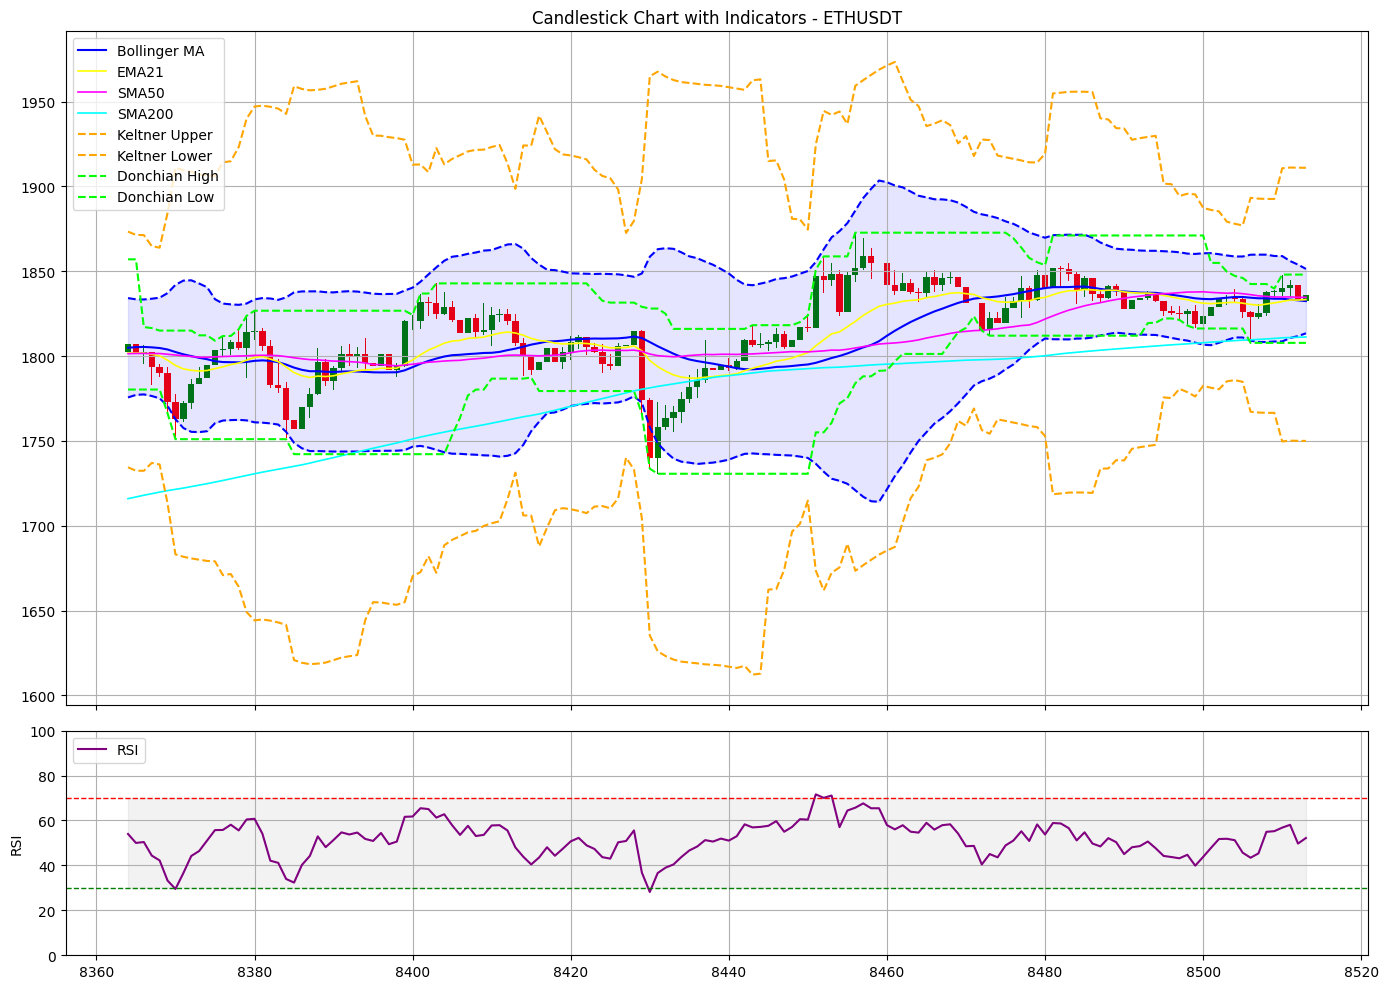 Candlestick Chart with Indicators - ETHUSDT
Bollinger MA
EMA21
SMA50
SMA200
Keltner Upper
Keltner Lower
Donchian High
Donchian Low
1950
1900
1850
1800
1750
1700
1650
1600
RSI
100
80
60
40
20
0
RSI
8360
8380
8400
8420
8440
8460
8480
8500
8520